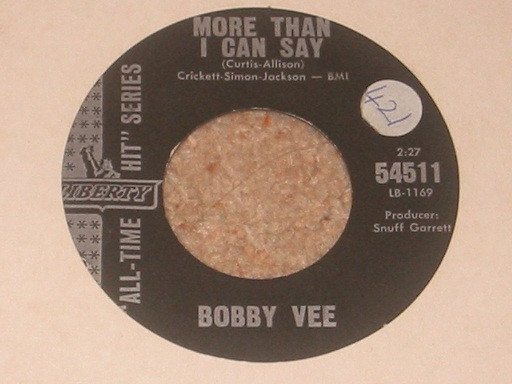 MORE THAN
I CAN SAY
(Curtis-Allison)
Crickett-Simon-Jackson — BMI
421
"ALL-TIME HIT" SERIES
LIBERTY
2:27
54511
LB-1169
Producer:
Snuff Garrett
BOBBY VEE